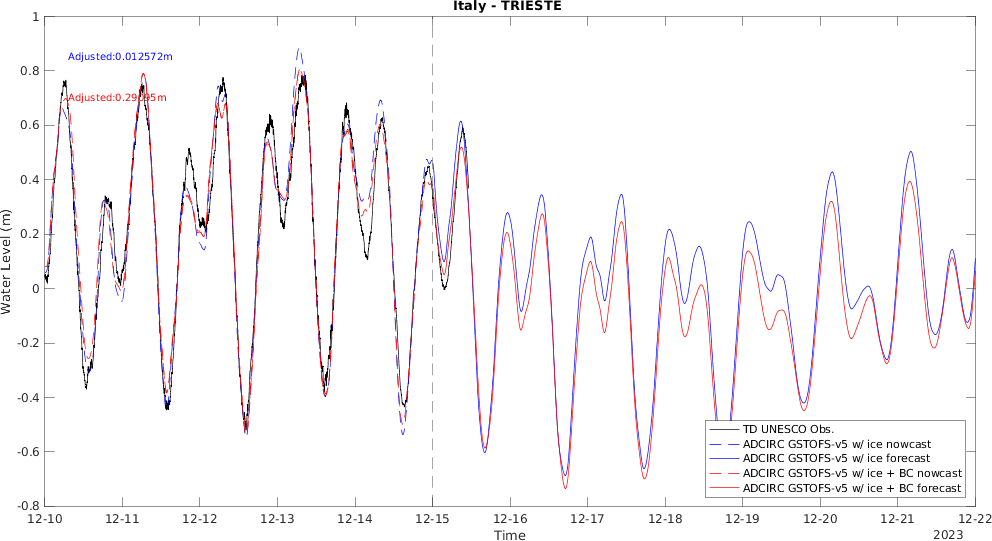 Italy - TRIESTE
Water Level (m)
1
0.8
0.6
0.4
0.2
0
-0.2
-0.4
-0.6
-0.8
Adjusted:0.012572m
TD UNESCO Obs.
ADCIRC GSTOFS-v5 w/ ice nowcast
ADCIRC GSTOFS-v5 w/ ice forecast
ADCIRC GSTOFS-v5 w/ ice + BC nowcast
ADCIRC GSTOFS-v5 w/ ice + BC forecast
12-10 12-11 12-12 12-13 12-14 12-15 12-16 12-17 12-18 12-19 12-20 12-21 12-22
Time
2023